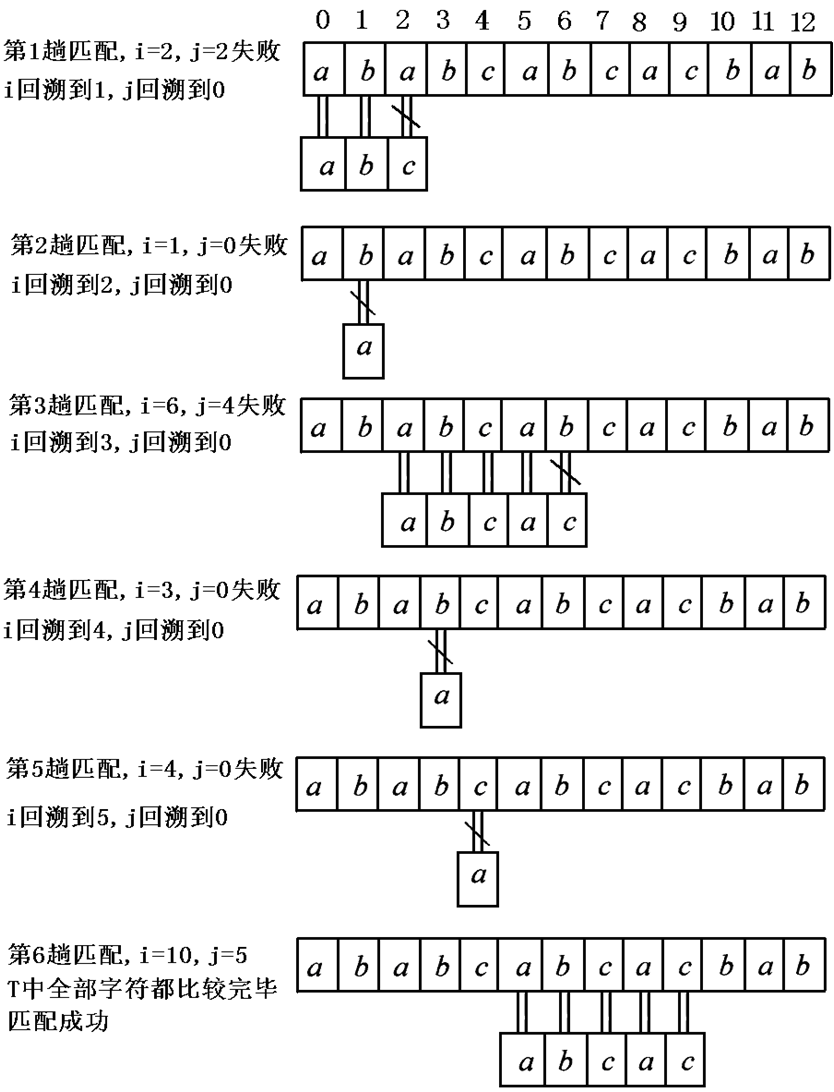 0 1 2 3 4 5 6 7 8 9 10 11 12
第1趟匹配, i=2, j=2失败
a b a b c a b c a c b a b
i回溯到1, j回溯到0
a b c
第2趟匹配, i=1, j=0失败
a b a b c a b c a c b a b
i回溯到2, j回溯到0
a
第3趟匹配, i=6, j=4失败
a b a b c a b c a c b a b
i回溯到3, j回溯到0
a b c a c
第4趟匹配, i=3, j=0失败
a b a b c a b c a c b a b
i回溯到4, j回溯到0
a
第5趟匹配, i=4, j=0失败
a b a b c a b c a c b a b
i回溯到5, j回溯到0
a
第6趟匹配, i=10, j=5
a b a b c a b c a c b a b
T中全部字符都比较完毕
匹配成功
a b c a c